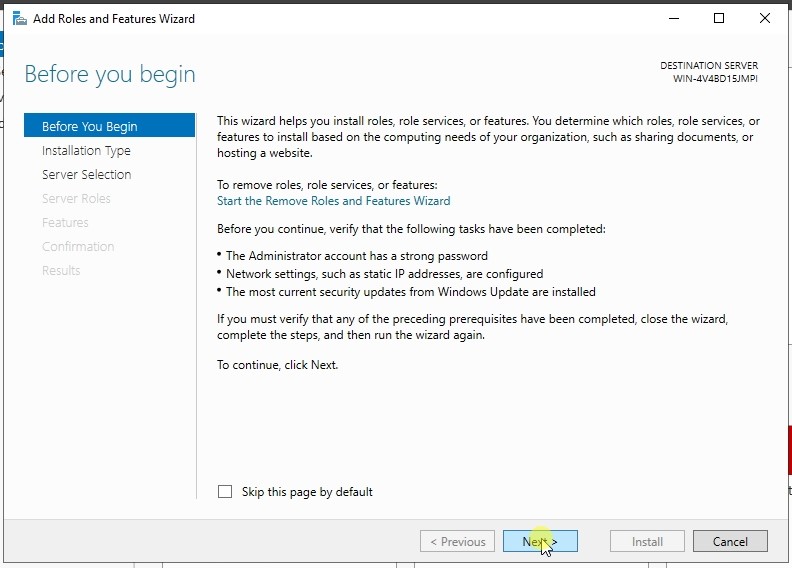 Add Roles and Features Wizard
Before you begin
DESTINATION SERVER
WIN-4V4BD15JMPI
Before You Begin
Installation Type
Server Selection
Server Roles
Features
Confirmation
Results
This wizard helps you install roles, role services, or features. You determine which roles, role services, or
features to install based on the computing needs of your organization, such as sharing documents, or
hosting a website.
To remove roles, role services, or features:
Start the Remove Roles and Features Wizard
Before you continue, verify that the following tasks have been completed:
• The Administrator account has a strong password
• Network settings, such as static IP addresses, are configured
• The most current security updates from Windows Update are installed
If you must verify that any of the preceding prerequisites have been completed, close the wizard,
complete the steps, and then run the wizard again.
To continue, click Next.
Skip this page by default
< Previous
Next >
Install
Cancel